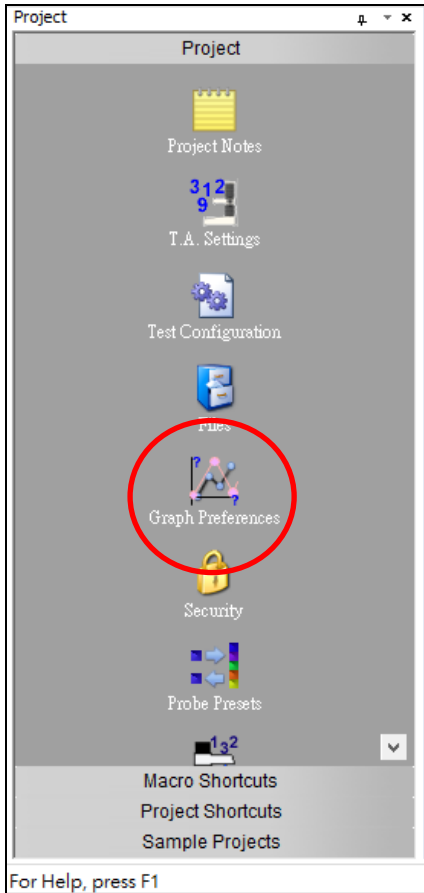 Project
Project
Project Notes
312
9
T.A. Settings
Test Configuration
Files
? ?
Graph Preferences
Security
Probe Presets
132
Macro Shortcuts
Project Shortcuts
Sample Projects
For Help, press F1